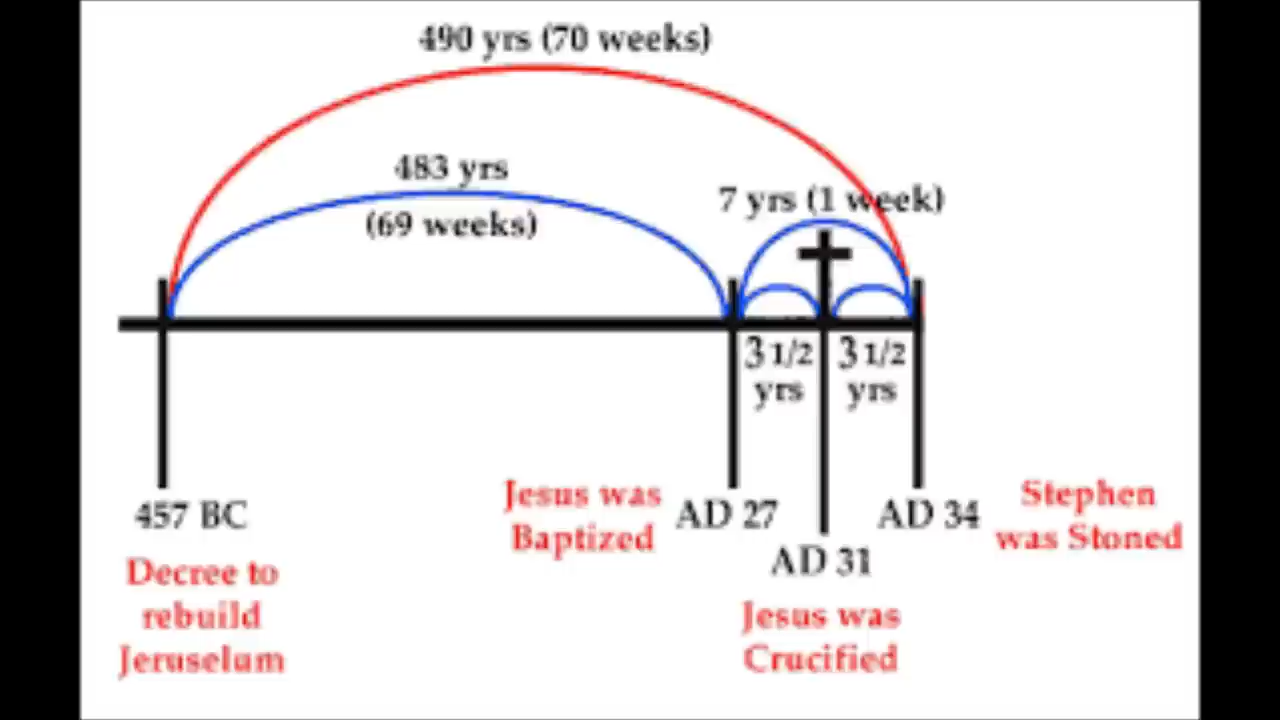 490 yrs (70 weeks)
483 yrs
(69 weeks)
7 yrs (1 week)
3 1/2
yrs
3 1/2
yrs
457 BC
Decree to
rebuild
Jeruselum
Jesus was
Baptized
AD 27
AD 31
Jesus was
Crucified
AD 34
Stephen
was Stoned